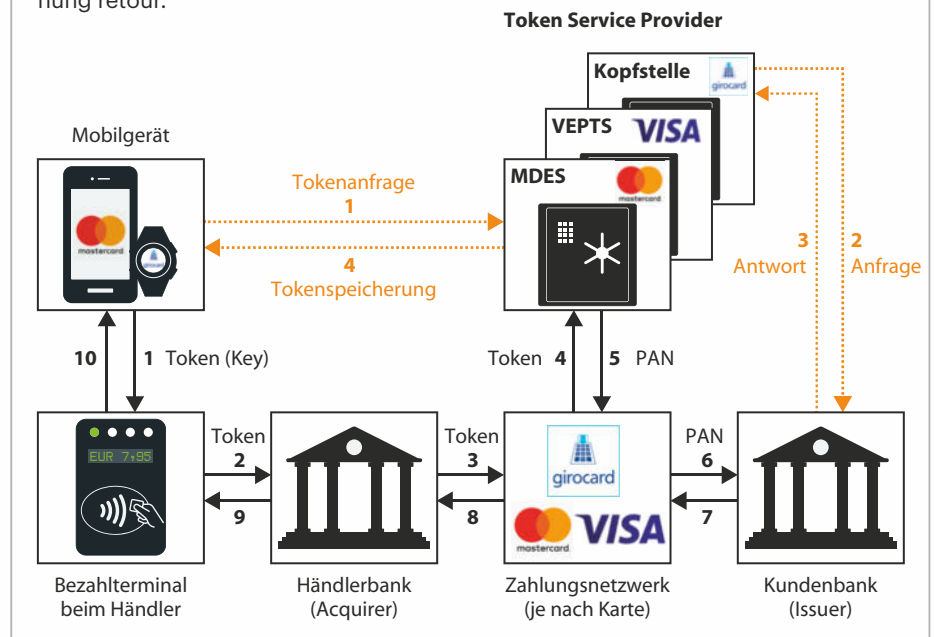 nung retour.
Token Service Provider
Kopfstelle
girocard
VEPTS VISA
MDES
mastercard
Mobilgerät
mastercard
girocard
Tokenanfrage
1
4
Tokenspeicherung
3
Antwort
2
Anfrage
10
1 Token (Key)
Token 4
5 PAN
EUR 7,95
Token
2
9
Token
3
8
girocard
mastercard VISA
PAN
6
7
Bezahlterminal
beim Händler
Händlerbank
(Acquirer)
Zahlungsnetzwerk
(je nach Karte)
Kundenbank
(Issuer)